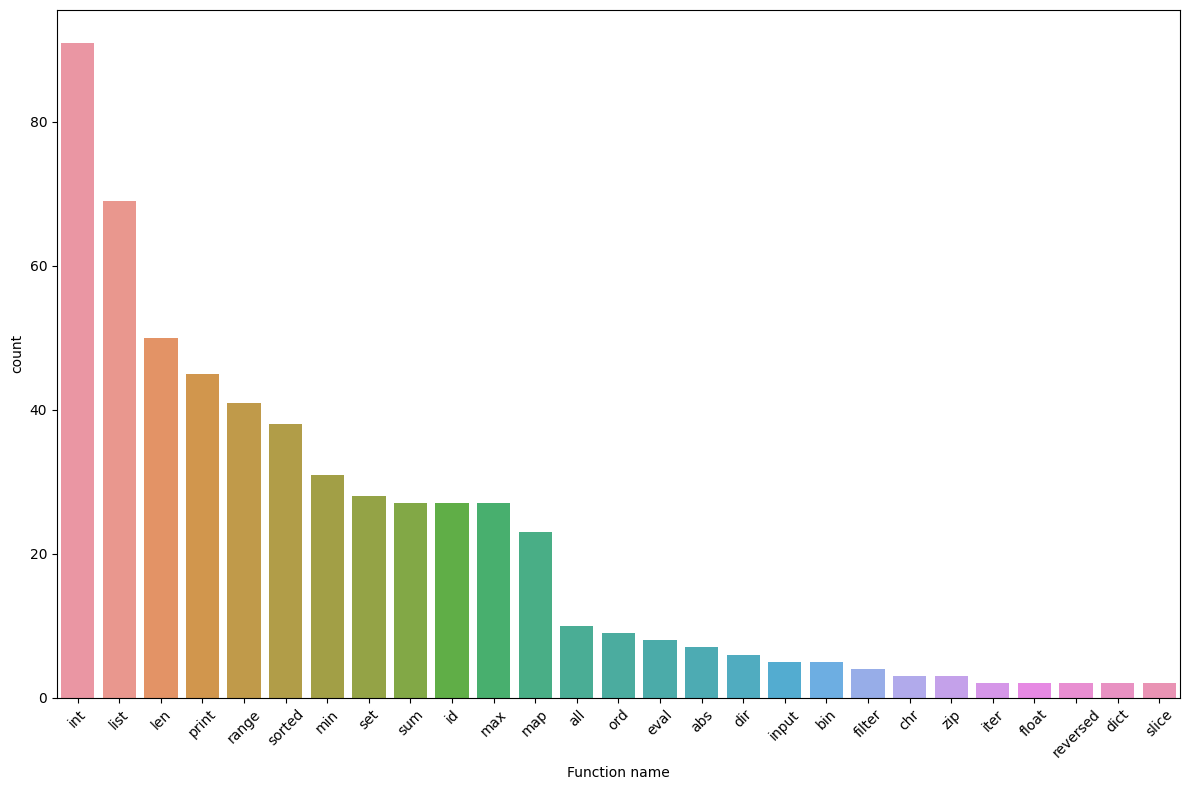 80
60
40
20
0
count
int list len print range sorted min set sum id max map all ord eval abs dir input bin filter chr zip iter float reversed dict slice
Function name